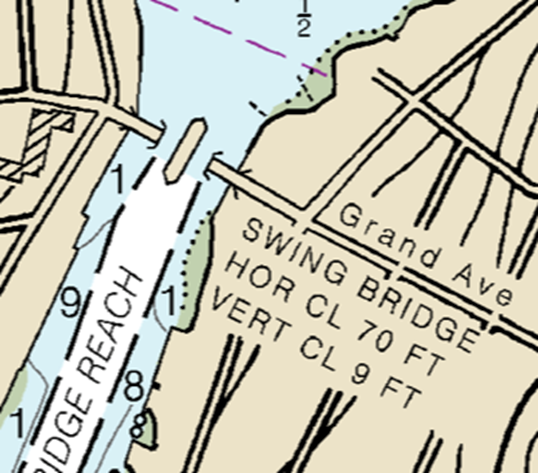 1/2
1
Grand Ave
SWING BRIDGE
HOR CL 70 FT
VERT CL 9 FT
9
1
8
8
1
IDGE REACH